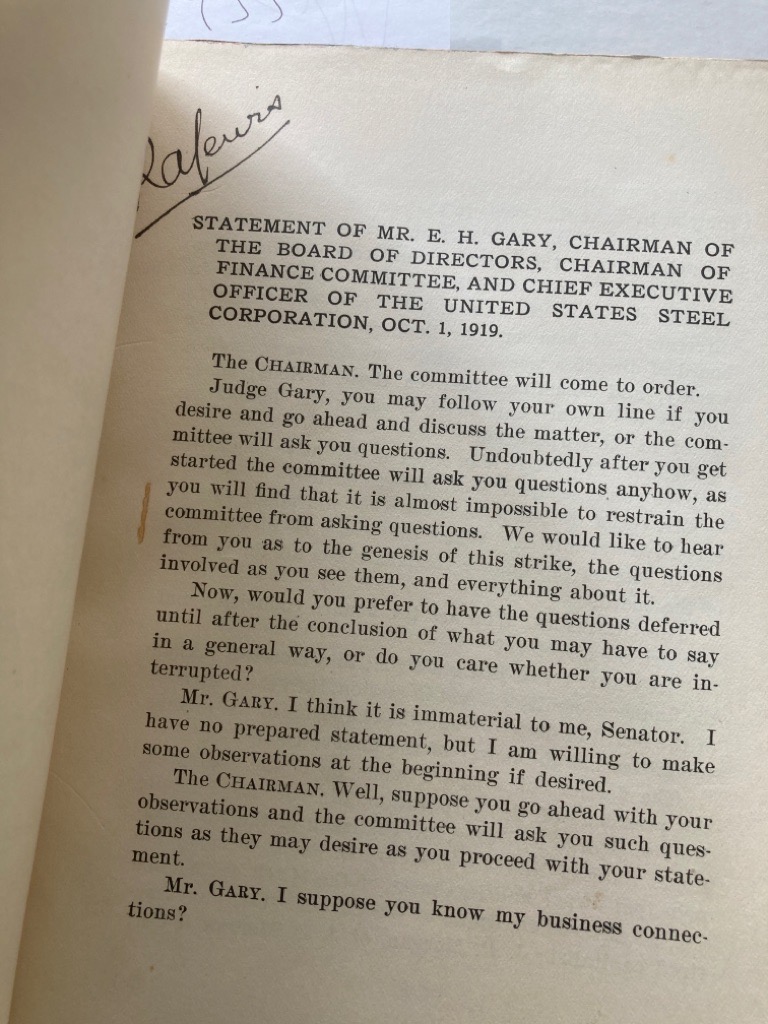 STATEMENT OF MR. E. H. GARY, CHAIRMAN OF
THE BOARD OF DIRECTORS, CHAIRMAN OF
FINANCE COMMITTEE, AND CHIEF EXECUTIVE
OFFICER OF THE UNITED STATES STEEL
CORPORATION, OCT. 1, 1919.
The CHAIRMAN. The committee will come to order.
Judge Gary, you may follow your own line if you
desire and go ahead and discuss the matter, or the com-
mittee will ask you questions. Undoubtedly after you get
started the committee will ask you questions anyhow, as
you will find that it is almost impossible to restrain the
committee from asking questions. We would like to hear
from you as to the genesis of this strike, the questions
involved as you see them, and everything about it.
Now, would you prefer to have the questions deferred
until after the conclusion of what you may have to say
in a general way, or do you care whether you are in-
terrupted?
Mr. GARY. I think it is immaterial to me, Senator. I
have no prepared statement, but I am willing to make
some observations at the beginning if desired.
The CHAIRMAN. Well, suppose you go ahead with your
observations and the committee will ask you such ques-
tions as they may desire as you proceed with your state-
ment.
Mr. GARY. I suppose you know my business connec-
tions?